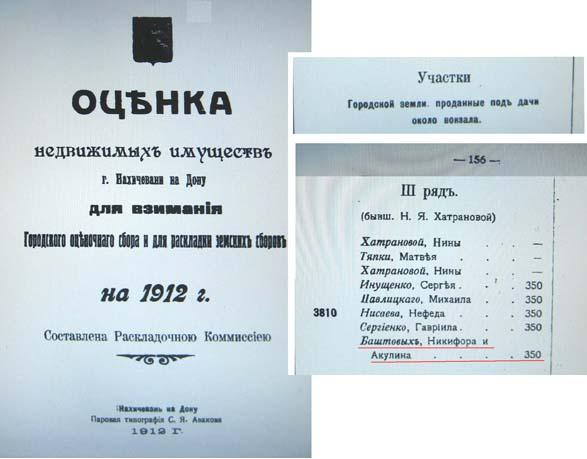 ОЦѢНКА
недвижимыхъ имуществъ
г. Нахичевани на Дону
для взиманія
Городского оцѣночнаго сбора и для раскладки земскихъ сборовъ
на 1912 г.
Составлена Раскладочною Коммиссіею
Нахичевань на Дону
Паровая типографія С. Я. Авакова
1912 Г.
Участки
Городской земли, проданные подъ дачи
около вокзала.
— 156 —
III рядъ.
(бывш. Н. Я. Хатрановой)
Хатрановой, Нины . . . —
Тяпки, Матвѣя . . . —
Хатрановой, Нины . . . —
Инущенко, Сергѣя . . . 350
Павлицкаго, Михаила . . 350
3810 Нисаева, Нефеда . . . 350
Сергіенко, Гавріила . . . 350
Баштовыхъ, Никифора и
Акулина . . . . 350